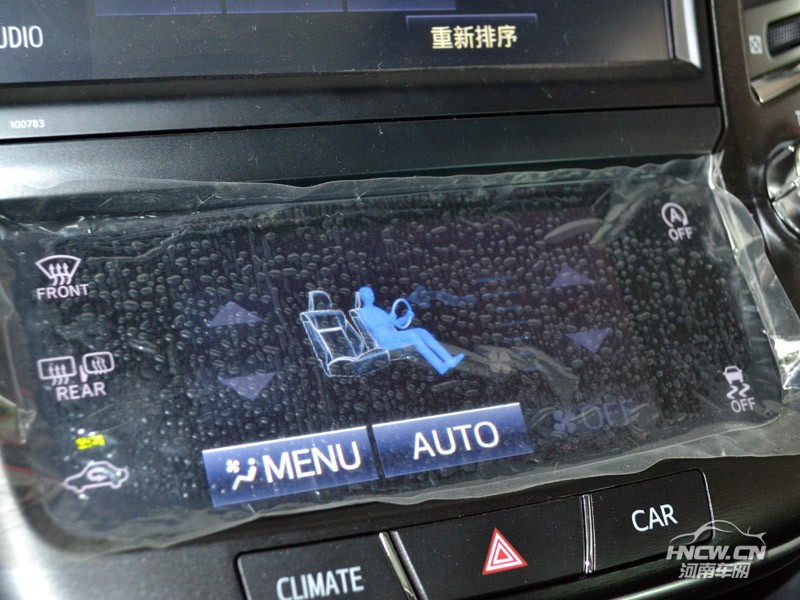 UDIO
重新排序
100783
FRONT
A
OFF
REAR
OFF
OFF
MENU
AUTO
CLIMATE
CAR
HNCW.CN
河南车网